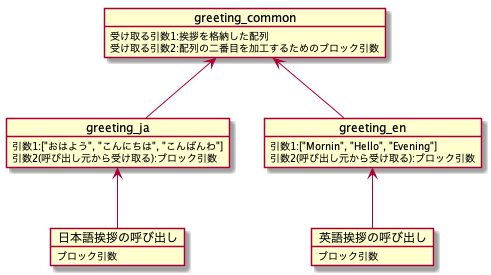 greeting_common
受け取る引数1:挨拶を格納した配列
受け取る引数2:配列の二番目を加工するためのブロック引数
greeting_ja
引数1:["おはよう", "こんにちは", "こんばんわ"]
引数2(呼び出し元から受け取る):ブロック引数
greeting_en
引数1:["Mornin", "Hello", "Evening"]
引数2(呼び出し元から受け取る):ブロック引数
日本語挨拶の呼び出し
ブロック引数
英語挨拶の呼び出し
ブロック引数